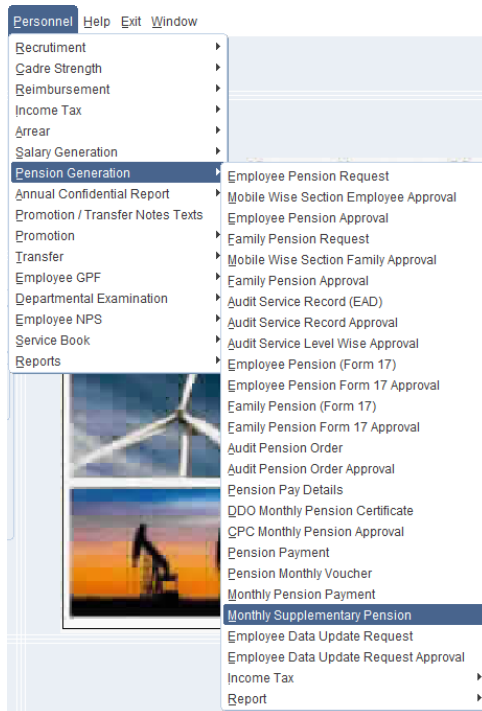 Personnel Help Exit Window
Recrutiment
Cadre Strength
Reimbursement
Income Tax
Arrear
Salary Generation
Pension Generation
Annual Confidential Report
Promotion / Transfer Notes Texts
Promotion
Transfer
Employee GPF
Departmental Examination
Employee NPS
Service Book
Reports
Employee Pension Request
Mobile Wise Section Employee Approval
Employee Pension Approval
Family Pension Request
Mobile Wise Section Family Approval
Family Pension Approval
Audit Service Record (EAD)
Audit Service Record Approval
Audit Service Level Wise Approval
Employee Pension (Form 17)
Employee Pension Form 17 Approval
Family Pension (Form 17)
Family Pension Form 17 Approval
Audit Pension Order
Audit Pension Order Approval
Pension Pay Details
DDO Monthly Pension Certificate
CPC Monthly Pension Approval
Pension Payment
Pension Monthly Voucher
Monthly Pension Payment
Monthly Supplementary Pension
Employee Data Update Request
Employee Data Update Request Approval
Income Tax
Report